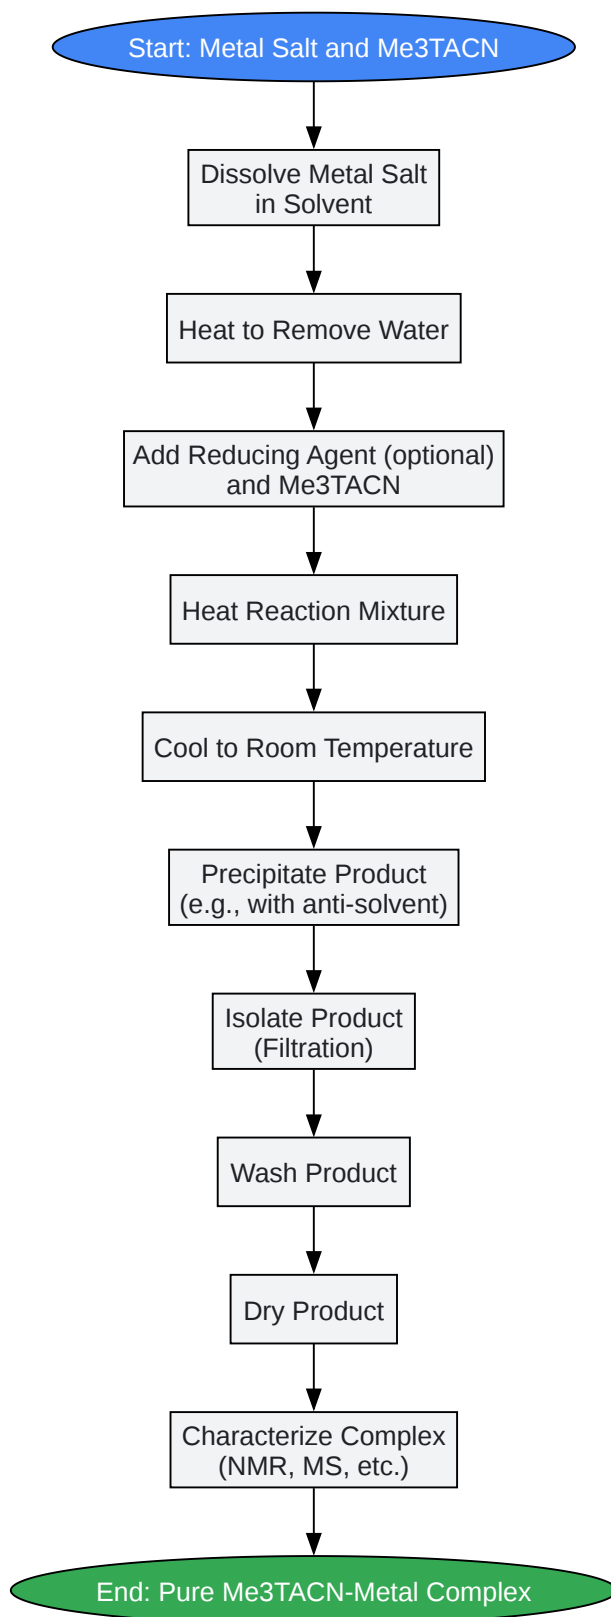 Start: Metal Salt and Me3TACN
Dissolve Metal Salt
in Solvent
Heat to Remove Water
Add Reducing Agent (optional)
and Me3TACN
Heat Reaction Mixture
Cool to Room Temperature
Precipitate Product
(e.g., with anti-solvent)
Isolate Product
(Filtration)
Wash Product
Dry Product
Characterize Complex
(NMR, MS, etc.)
End: Pure Me3TACN-Metal Complex